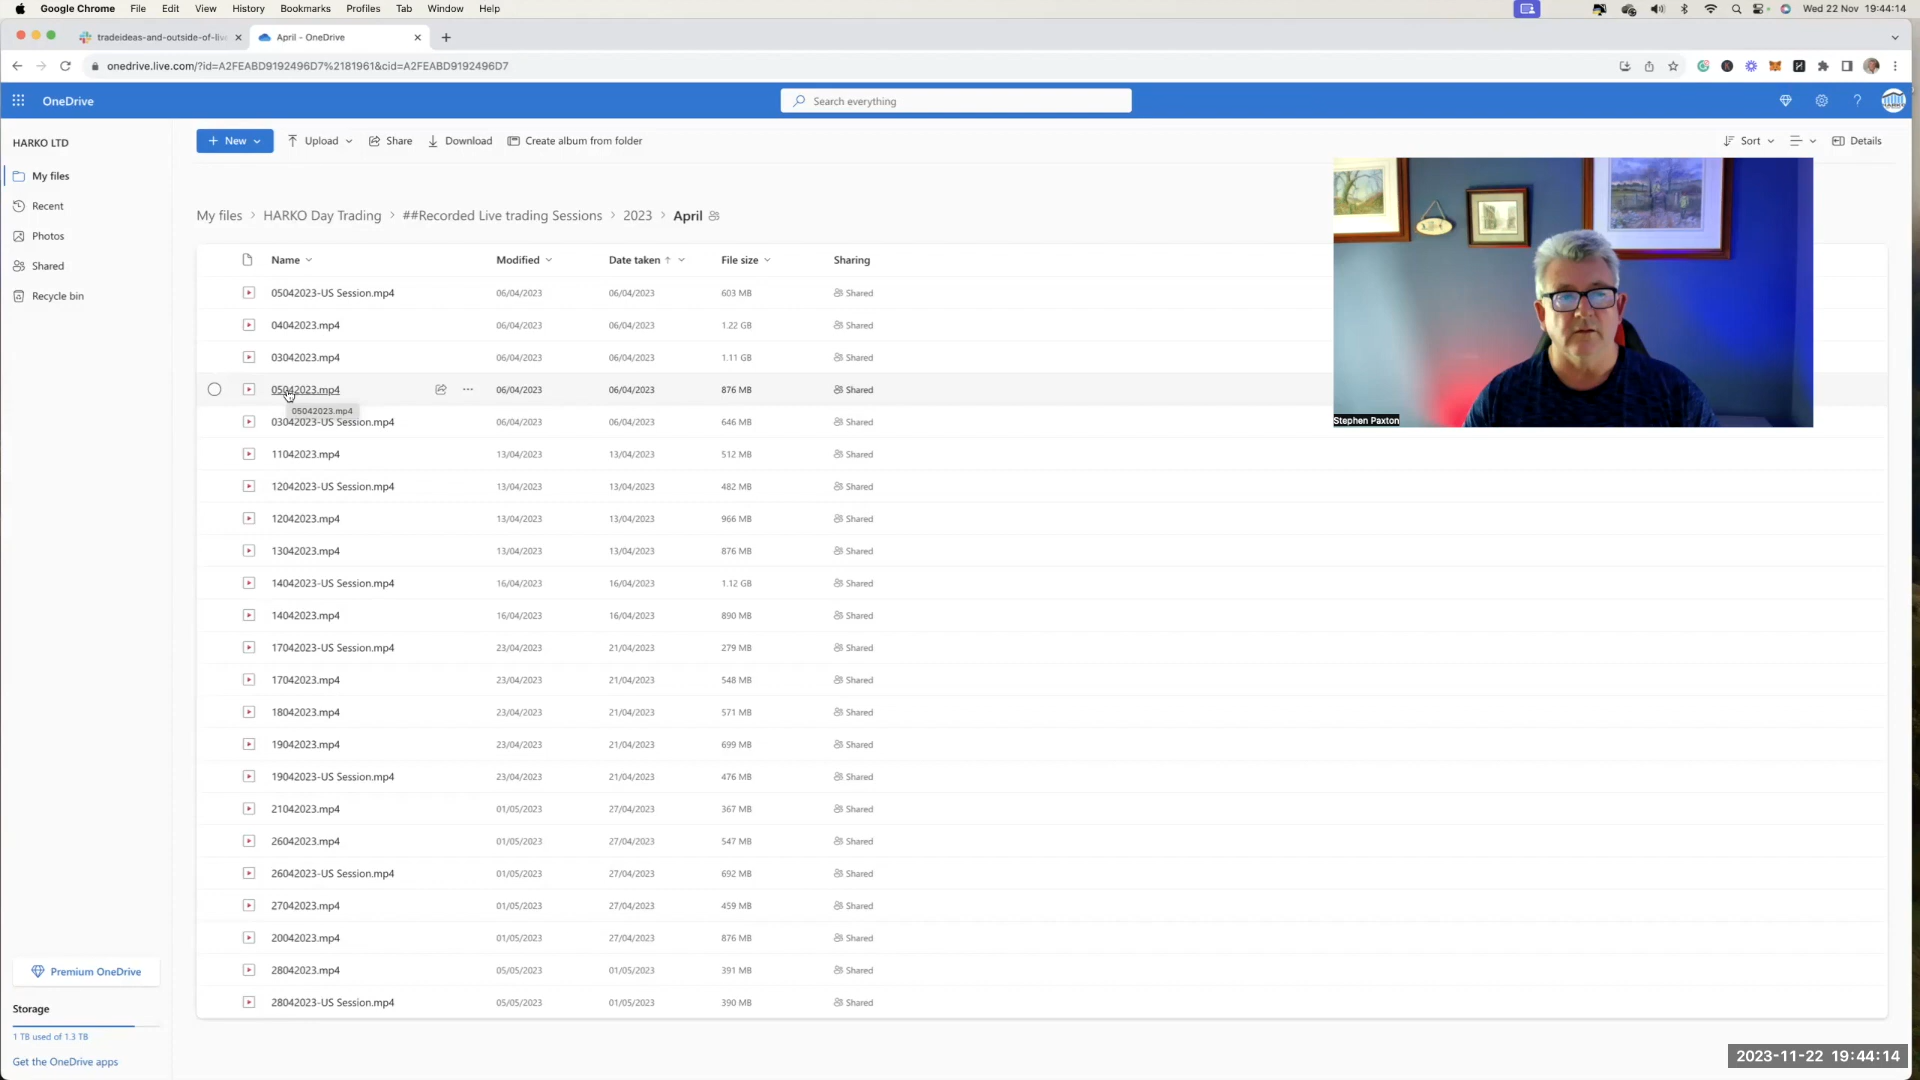 Google Chrome File Edit View History Bookmarks Profiles Tab Window Help Wed 22 Nov 19:44:14
tradeideas-and-outside-of-liv April - OneDrive
onedrive.live.com/?id=A2FEABD9192496D7%2181961&cid=A2FEABD9192496D7
OneDrive Search everything ?
HARKO LTD
+ New Upload Share Download Create album from folder Sort Details
My files
Recent
Photos
Shared
Recycle bin
My files > HARKO Day Trading > ##Recorded Live trading Sessions > 2023 > April
Name Modified Date taken ↑ File size Sharing
05042023-US Session.mp4 06/04/2023 06/04/2023 603 MB Shared
04042023.mp4 06/04/2023 06/04/2023 1.22 GB Shared
03042023.mp4 06/04/2023 06/04/2023 1.11 GB Shared
05042023.mp4 06/04/2023 06/04/2023 876 MB Shared
05042023.mp4
03042023-US Session.mp4 06/04/2023 06/04/2023 646 MB Shared
11042023.mp4 13/04/2023 13/04/2023 512 MB Shared
12042023-US Session.mp4 13/04/2023 13/04/2023 482 MB Shared
12042023.mp4 13/04/2023 13/04/2023 966 MB Shared
13042023.mp4 13/04/2023 13/04/2023 876 MB Shared
14042023-US Session.mp4 16/04/2023 16/04/2023 1.12 GB Shared
14042023.mp4 16/04/2023 16/04/2023 890 MB Shared
17042023-US Session.mp4 23/04/2023 21/04/2023 279 MB Shared
17042023.mp4 23/04/2023 21/04/2023 548 MB Shared
18042023.mp4 23/04/2023 21/04/2023 571 MB Shared
19042023.mp4 23/04/2023 21/04/2023 699 MB Shared
19042023-US Session.mp4 23/04/2023 21/04/2023 476 MB Shared
21042023.mp4 01/05/2023 27/04/2023 367 MB Shared
26042023.mp4 01/05/2023 27/04/2023 547 MB Shared
26042023-US Session.mp4 01/05/2023 27/04/2023 692 MB Shared
27042023.mp4 01/05/2023 27/04/2023 459 MB Shared
20042023.mp4 01/05/2023 27/04/2023 876 MB Shared
28042023.mp4 05/05/2023 01/05/2023 391 MB Shared
28042023-US Session.mp4 05/05/2023 01/05/2023 390 MB Shared
Stephen Paxton
Premium OneDrive
Storage
1 TB used of 1.3 TB
Get the OneDrive apps
2023-11-22 19:44:14